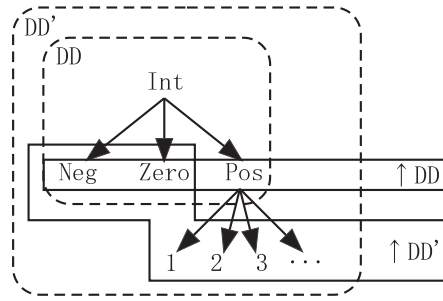 DD'
DD
Int
Neg Zero Pos ↑DD
1 2 3 ··· ↑DD'